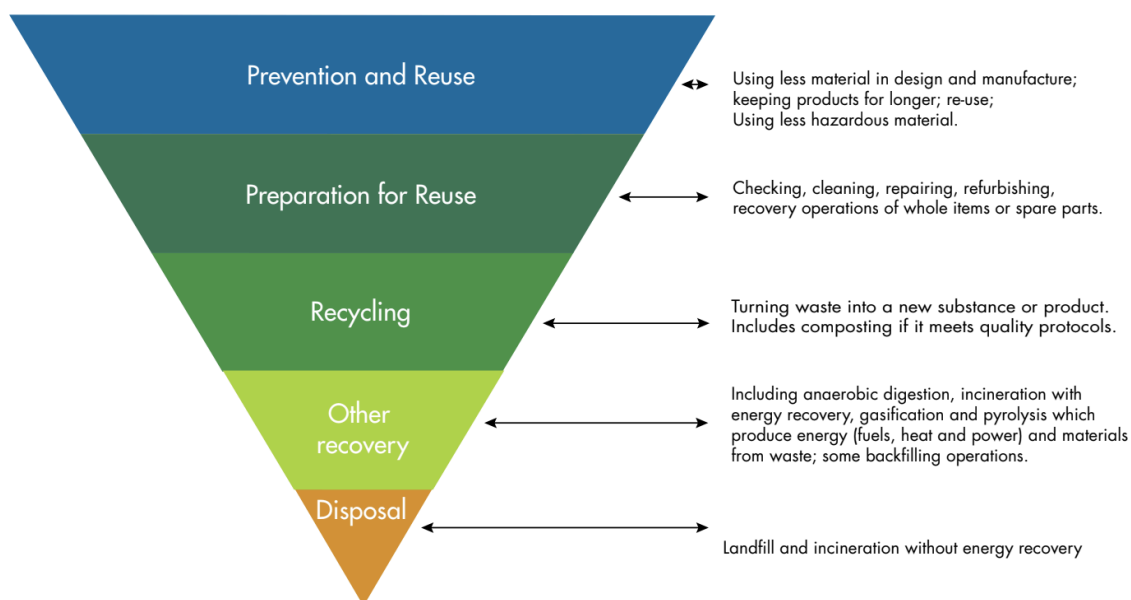 Prevention and Reuse
Using less material in design and manufacture;
keeping products for longer; re-use;
Using less hazardous material.
Preparation for Reuse
Checking, cleaning, repairing, refurbishing,
recovery operations of whole items or spare parts.
Recycling
Turning waste into a new substance or product.
Includes composting if it meets quality protocols.
Other
recovery
Including anaerobic digestion, incineration with
energy recovery, gasification and pyrolysis which
produce energy (fuels, heat and power) and materials
from waste; some backfilling operations.
Disposal
Landfill and incineration without energy recovery